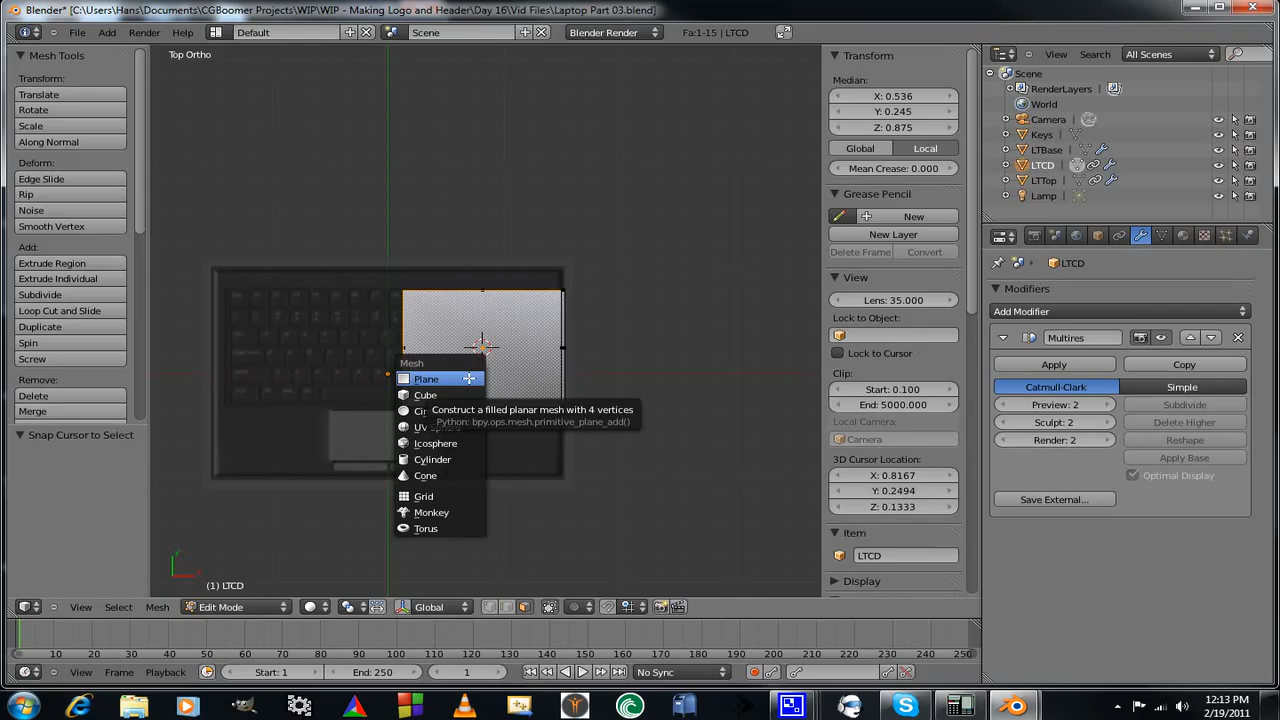 Blender* [C:\Users\Hans\Documents\CGBoomer Projects\WIP\WIP - Making Logo and Header\Day 16\Vid Files\Laptop Part 03.blend]
File Add Render Help Default Scene Blender Render Fa:1-15 | LTCD
View Search All Scenes
Mesh Tools
Transform:
Translate
Rotate
Scale
Along Normal
Deform:
Edge Slide
Rip
Noise
Smooth Vertex
Add:
Extrude Region
Extrude Individual
Subdivide
Loop Cut and Slide
Duplicate
Spin
Screw
Remove:
Delete
Merge
Snap Cursor to Select
Top Ortho
Mesh
Plane
Cube
Construct a filled planar mesh with 4 vertices
Python: bpy.ops.mesh.primitive_plane_add()
Icosphere
Cylinder
Cone
Grid
Monkey
Torus
(1) LTCD
View Select Mesh Edit Mode Global
Transform
Median:
X: 0.536
Y: 0.245
Z: 0.875
Global Local
Mean Crease: 0.000
Grease Pencil
New
New Layer
Delete Frame Convert
View
Lens: 35.000
Lock to Object:
Lock to Cursor
Clip:
Start: 0.100
End: 5000.000
Local Camera:
Camera
3D Cursor Location:
X: 0.8167
Y: 0.2494
Z: 0.1333
Item
LTCD
Display
Scene
RenderLayers
World
Camera
Keys
LTBase
LTCD
LTTop
Lamp
LTCD
Modifiers
Add Modifier
Multires
Apply Copy
Catmull-Clark Simple
Preview: 2 Subdivide
Sculpt: 2 Delete Higher
Render: 2 Reshape
Apply Base
Optimal Display
Save External...
10 20 30 40 50 60 70 80 90 100 110 120 130 140 150 160 170 180 190 200 210 220 230 240 250
View Frame Playback Start: 1 End: 250 1 No Sync
12:13 PM
2/19/2011